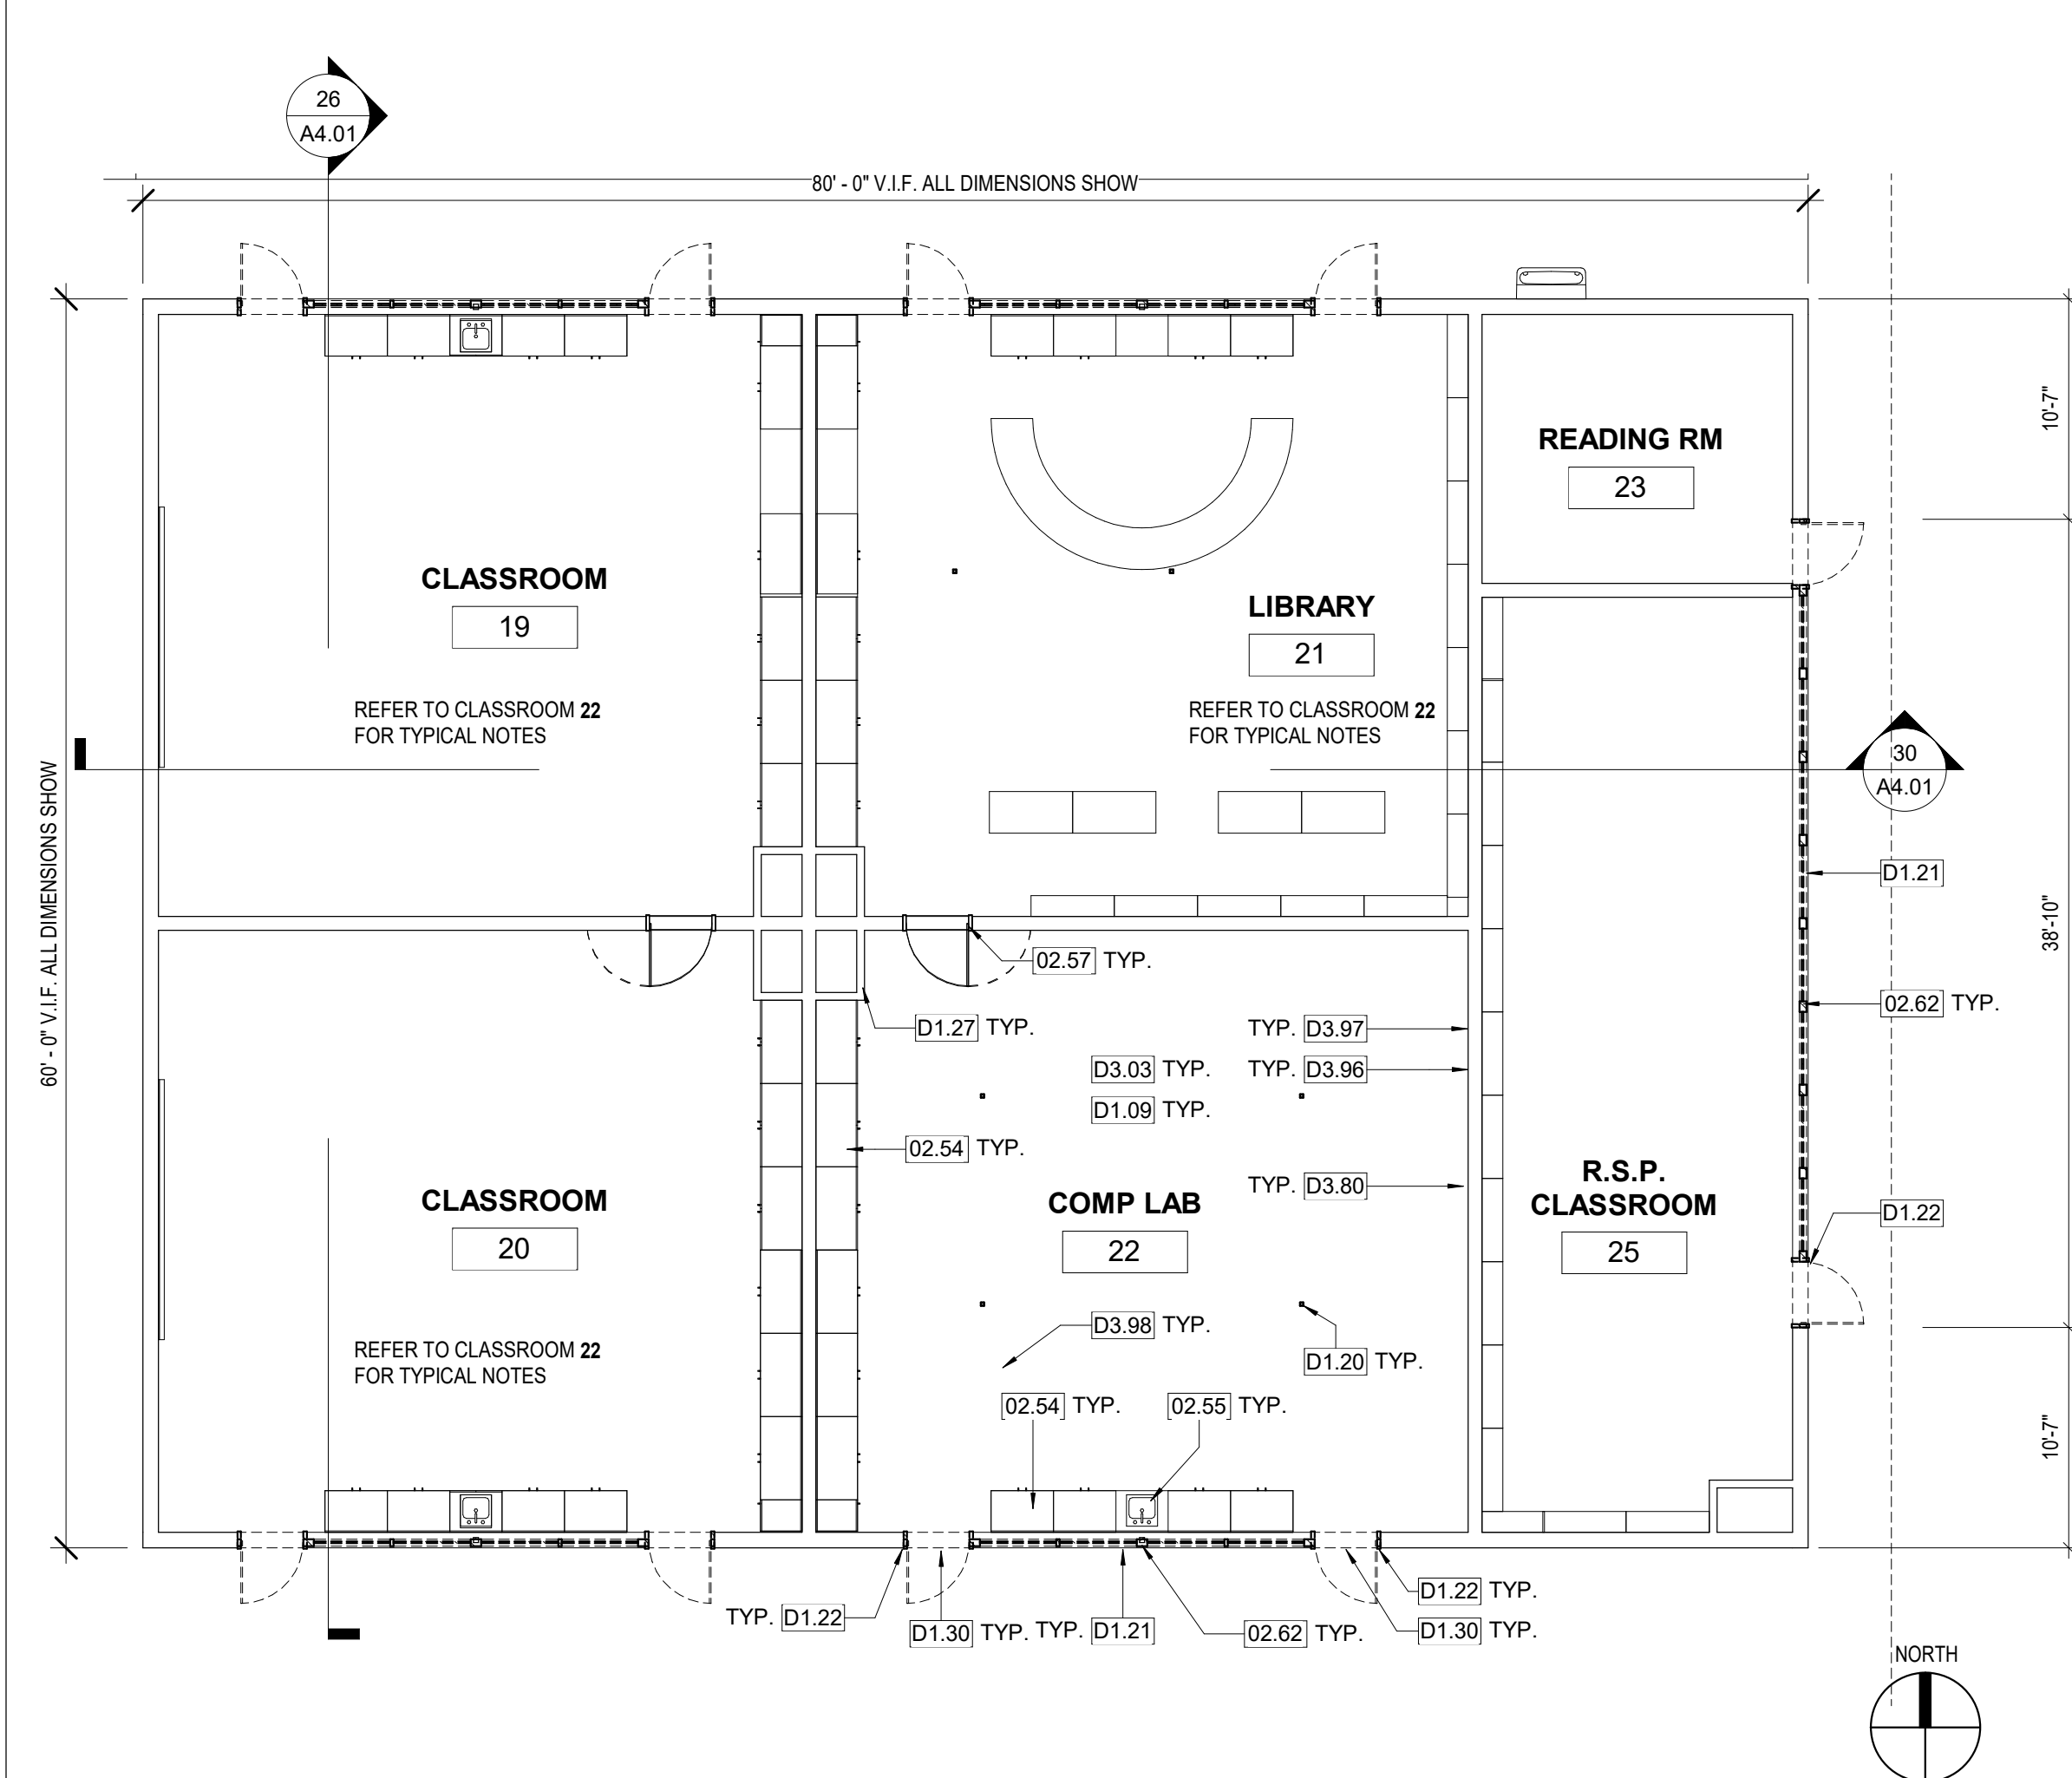 26
A4.01
80' - 0" V.I.F. ALL DIMENSIONS SHOW
10'-7"
READING RM
23
CLASSROOM
19
LIBRARY
21
REFER TO CLASSROOM 22
FOR TYPICAL NOTES
REFER TO CLASSROOM 22
FOR TYPICAL NOTES
30
A4.01
60' - 0" V.I.F. ALL DIMENSIONS SHOW
D1.21
38'-10"
02.57 TYP.
02.62 TYP.
D1.27 TYP.
TYP. D3.97
D3.03 TYP.
TYP. D3.96
D1.09 TYP.
02.54 TYP.
R.S.P.
CLASSROOM
25
TYP. D3.80
CLASSROOM
20
COMP LAB
22
D1.22
D3.98 TYP.
REFER TO CLASSROOM 22
FOR TYPICAL NOTES
D1.20 TYP.
02.54 TYP.
02.55 TYP.
10'-7"
TYP. D1.22
D1.30 TYP.
TYP. D1.21
02.62 TYP.
D1.22 TYP.
D1.30 TYP.
NORTH